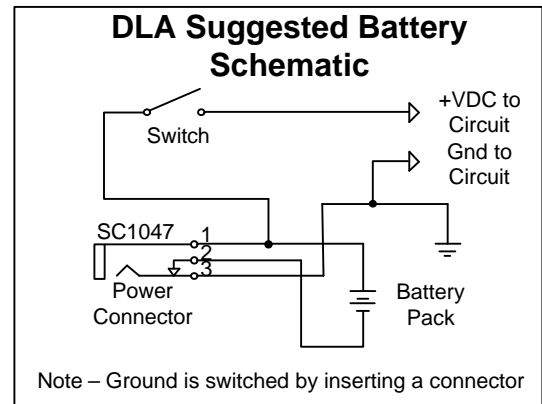 DLA Suggested Battery
Schematic
+VDC to
Circuit
Switch
Gnd to
Circuit
SC1047
1
2
3
Power
Connector
Battery
Pack
Note – Ground is switched by inserting a connector